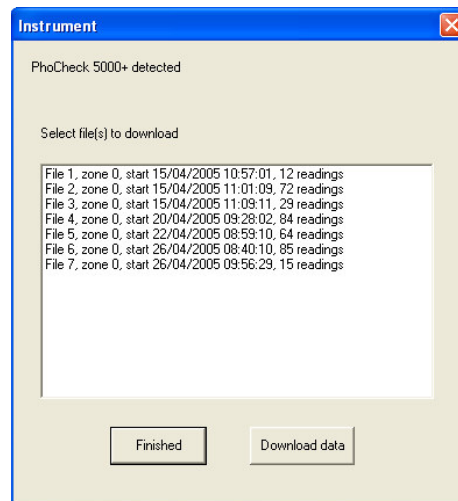 Instrument
PhoCheck 5000+ detected
Select file(s) to download
File 1, zone 0, start 15/04/2005 10:57:01, 12 readings
File 2, zone 0, start 15/04/2005 11:01:09, 72 readings
File 3, zone 0, start 15/04/2005 11:09:11, 29 readings
File 4, zone 0, start 20/04/2005 09:28:02, 84 readings
File 5, zone 0, start 22/04/2005 08:59:10, 64 readings
File 6, zone 0, start 26/04/2005 08:40:10, 85 readings
File 7, zone 0, start 26/04/2005 09:56:29, 15 readings
Finished Download data